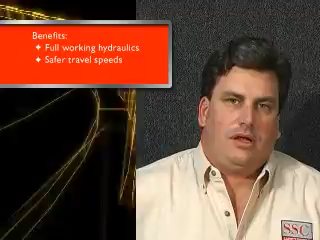 Benefits:
✦ Full working hydraulics
✦ Safer travel speeds
SSC